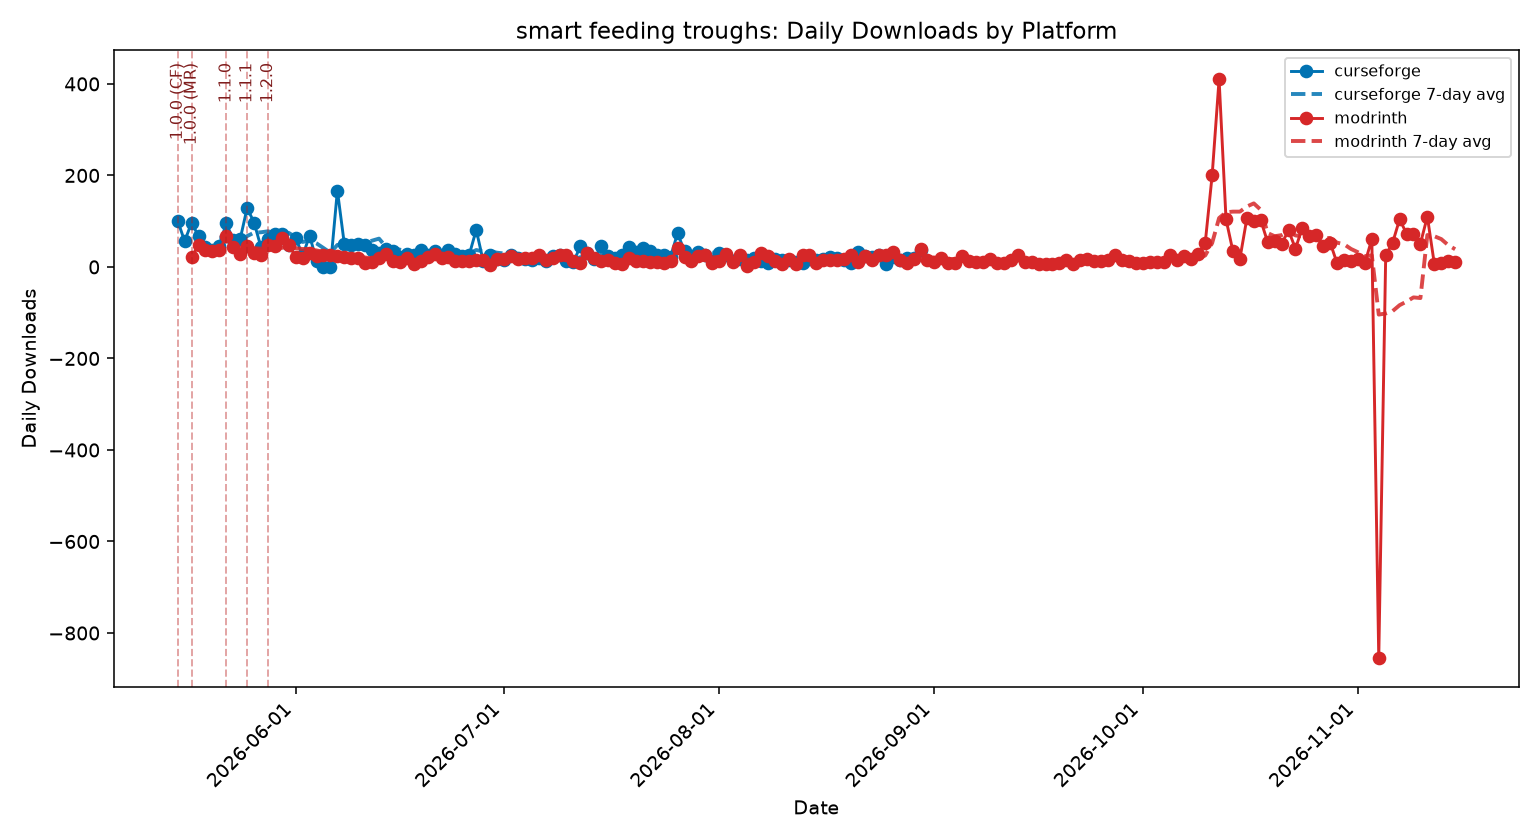 smart feeding troughs: Daily Downloads by Platform
1.0.0 (CF)
1.0.0 (MR)
1.1.0
1.1.1
1.2.0
curseforge
curseforge 7-day avg
modrinth
modrinth 7-day avg
400
200
0
−200
−400
−600
−800
Daily Downloads
2026-06-01
2026-07-01
2026-08-01
2026-09-01
2026-10-01
2026-11-01
Date